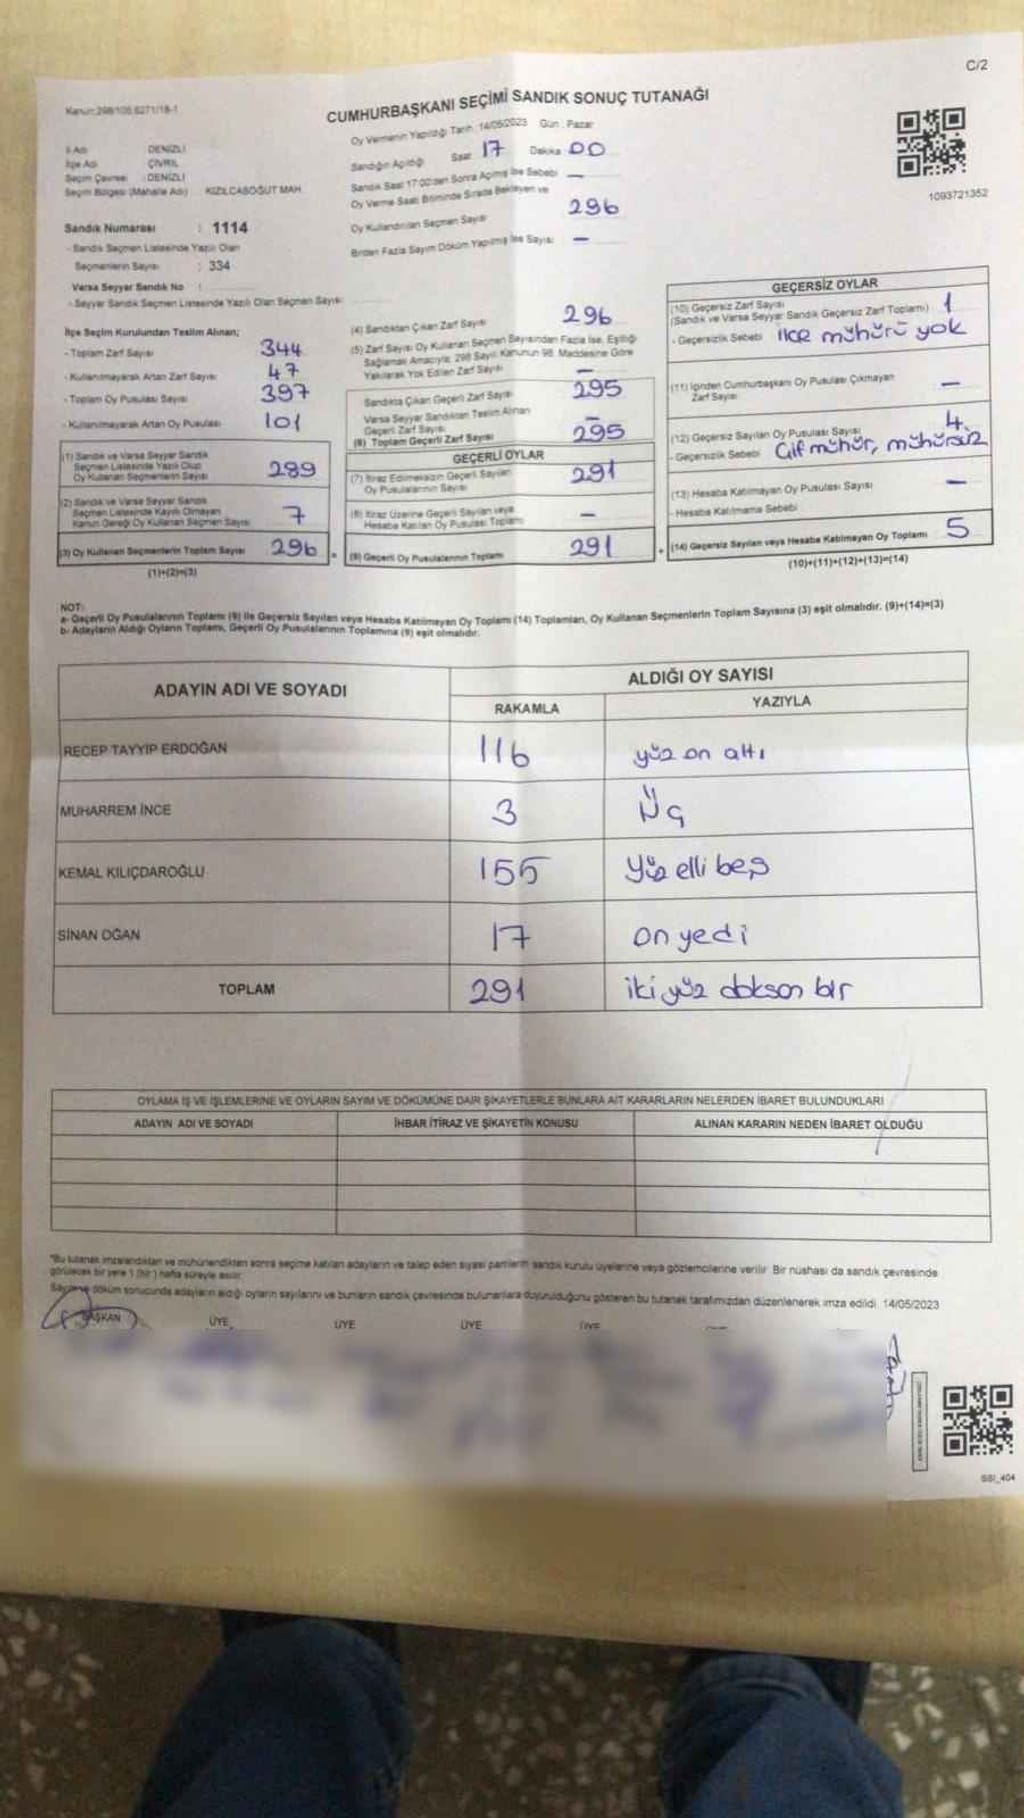 C/2
Kanun:298/105 6271/18-1
CUMHURBAŞKANI SEÇİMİ SANDIK SONUÇ TUTANAĞI
Oy Vermenin Yapıldığı Tarih: 14/05/2023 Gün: Pazar
İli Adı DENİZLİ
İlçe Adı ÇİVRİL
Seçim Çevresi DENİZLİ
Seçim Bölgesi (Mahalle Adı) KIZILCASÖĞÜT MAH.
Sandığın Açıldığı Saat 17 Dakika 00
Sandık Saat 17:00'den Sonra Açılmış İse Sebebi —
Oy Verme Saati Bitiminde Sırada Bekleyen ve
Oy Kullandırılan Seçmen Sayısı 296
Birden Fazla Sayım Döküm Yapılmış İse Sayısı: —
1093721352
Sandık Numarası : 1114
- Sandık Seçmen Listesinde Yazılı Olan
Seçmenlerin Sayısı : 334
Varsa Seyyar Sandık No :
- Seyyar Sandık Seçmen Listesinde Yazılı Olan Seçmen Sayısı:
İlçe Seçim Kurulundan Teslim Alınan;
- Toplam Zarf Sayısı 344
- Kullanılmayarak Artan Zarf Sayısı 47
- Toplam Oy Pusulası Sayısı 397
- Kullanılmayarak Artan Oy Pusulası 101
(1) Sandık ve Varsa Seyyar Sandık
Seçmen Listesinde Yazılı Olup
Oy Kullanan Seçmenlerin Sayısı 289
(2) Sandık ve Varsa Seyyar Sandık
Seçmen Listesinde Kayıtlı Olmayan
Kanun Gereği Oy Kullanan Seçmen Sayısı 7
(3) Oy Kullanan Seçmenlerin Toplam Sayısı 296
(1)+(2)=(3)
(4) Sandıktan Çıkan Zarf Sayısı 296
(5) Zarf Sayısı Oy Kullanan Seçmen Sayısından Fazla İse, Eşitliği
Sağlamak Amacıyla; 298 Sayılı Kanunun 98. Maddesine Göre
Yakılarak Yok Edilen Zarf Sayısı —
Sandıkta Çıkan Geçerli Zarf Sayısı 295
Varsa Seyyar Sandıktan Teslim Alınan
Geçerli Zarf Sayısı —
(6) Toplam Geçerli Zarf Sayısı 295
GEÇERLİ OYLAR
(7) İtiraz Edilmeksizin Geçerli Sayılan
Oy Pusulalarının Sayısı 291
(8) İtiraz Üzerine Geçerli Sayılan veya
Hesaba Katılan Oy Pusulası Toplamı —
(9) Geçerli Oy Pusulalarının Toplamı 291
GEÇERSİZ OYLAR
(10) Geçersiz Zarf Sayısı
(Sandık ve Varsa Seyyar Sandık Geçersiz Zarf Toplamı) 1
- Geçersizlik Sebebi ilçe mühürü yok
(11) İçinden Cumhurbaşkanı Oy Pusulası Çıkmayan
Zarf Sayısı —
(12) Geçersiz Sayılan Oy Pusulası Sayısı 4
- Geçersizlik Sebebi Çift mühür, mühürsüz
(13) Hesaba Katılmayan Oy Pusulası Sayısı —
- Hesaba Katılmama Sebebi
(14) Geçersiz Sayılan veya Hesaba Katılmayan Oy Toplamı 5
(10)+(11)+(12)+(13)=(14)
NOT:
a- Geçerli Oy Pusulalarının Toplamı (9) ile Geçersiz Sayılan veya Hesaba Katılmayan Oy Toplamı (14) Toplamları, Oy Kullanan Seçmenlerin Toplam Sayısına (3) eşit olmalıdır. (9)+(14)=(3)
b- Adayların Aldığı Oyların Toplamı, Geçerli Oy Pusulalarının Toplamına (9) eşit olmalıdır.
ADAYIN ADI VE SOYADI
ALDIĞI OY SAYISI
RAKAMLA YAZIYLA
RECEP TAYYİP ERDOĞAN 116 yüz on altı
MUHARREM İNCE 3 Üç
KEMAL KILIÇDAROĞLU 155 Yüz elli beş
SİNAN OĞAN 17 on yedi
TOPLAM 291 iki yüz doksan bir
OYLAMA İŞ VE İŞLEMLERİNE VE OYLARIN SAYIM VE DÖKÜMÜNE DAİR ŞİKAYETLERLE BUNLARA AİT KARARLARIN NELERDEN İBARET BULUNDUKLARI
ADAYIN ADI VE SOYADI İHBAR İTİRAZ VE ŞİKAYETİN KONUSU ALINAN KARARIN NEDEN İBARET OLDUĞU
*Bu tutanak imzalandıktan ve mühürlendikten sonra seçime katılan adayların ve talep eden siyasi partilerin sandık kurulu üyelerine veya gözlemcilerine verilir. Bir nüshası da sandık çevresinde
görülecek bir yere 1 (bir) hafta süreyle asılır.
Sayım ve döküm sonucunda adayların aldığı oyların sayılarını ve bunların sandık çevresinde bulunanlara duyurulduğunu gösteren bu tutanak tarafımızdan düzenlenerek imza edildi. 14/05/2023
BAŞKAN ÜYE ÜYE ÜYE ÜYE
SSI_404